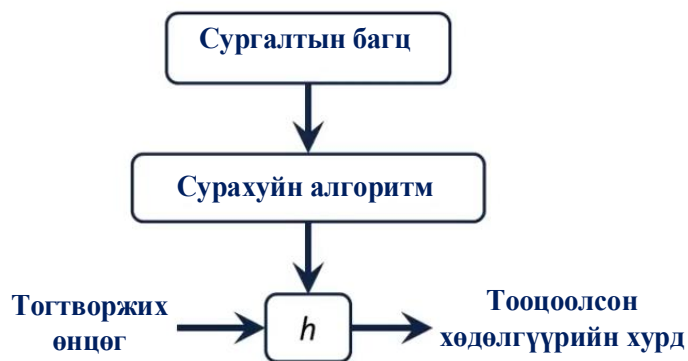 Сургалтын багц
Сурахуйн алгоритм
Тогтворжих
өнцөг
h
Тооцоолсон
хөдөлгүүрийн хурд